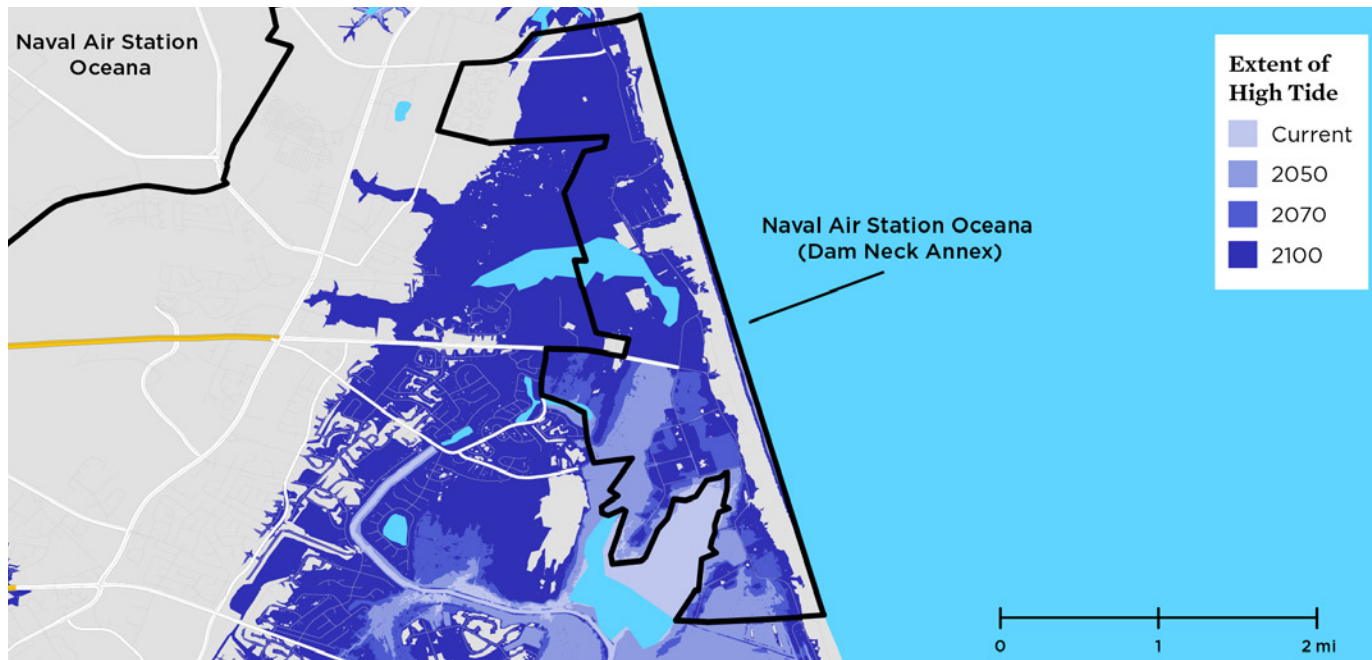 Naval Air Station
Oceana
Extent of
High Tide
Current
2050
2070
2100
Naval Air Station Oceana
(Dam Neck Annex)
0
1
2 mi